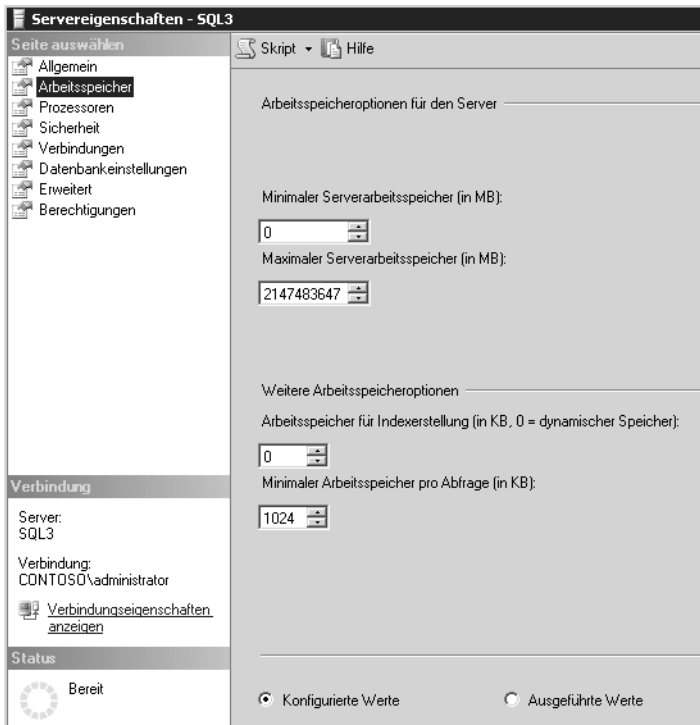 Servereigenschaften - SQL3
Seite auswählen
Allgemein
Arbeitsspeicher
Prozessoren
Sicherheit
Verbindungen
Datenbankeinstellungen
Erweitert
Berechtigungen
Skript
Hilfe
Arbeitsspeicheroptionen für den Server
Minimaler Serverarbeitsspeicher (in MB):
0
Maximaler Serverarbeitsspeicher (in MB):
2147483647
Weitere Arbeitsspeicheroptionen
Arbeitsspeicher für Indexerstellung (in KB, 0 = dynamischer Speicher):
0
Minimaler Arbeitsspeicher pro Abfrage (in KB):
1024
Konfigurierte Werte
Ausgeführte Werte
Verbindung
Server:
SQL3
Verbindung:
CONTOSO\administrator
Verbindungseigenschaften
anzeigen
Status
Bereit